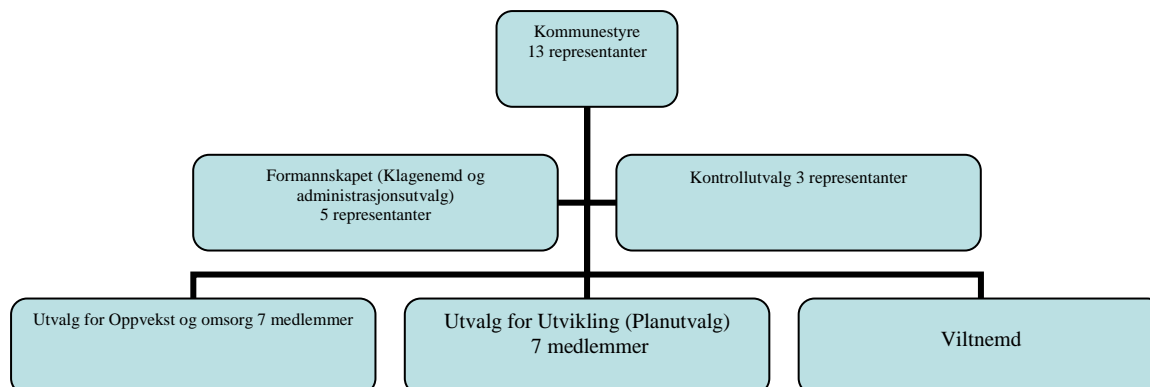 Kommunestyre
13 representanter
Formannskapet (Klagenemd og
administrasjonsutvalg)
5 representanter
Kontrollutvalg 3 representanter
Utvalg for Oppvekst og omsorg 7 medlemmer
Utvalg for Utvikling (Planutvalg)
7 medlemmer
Viltnemd